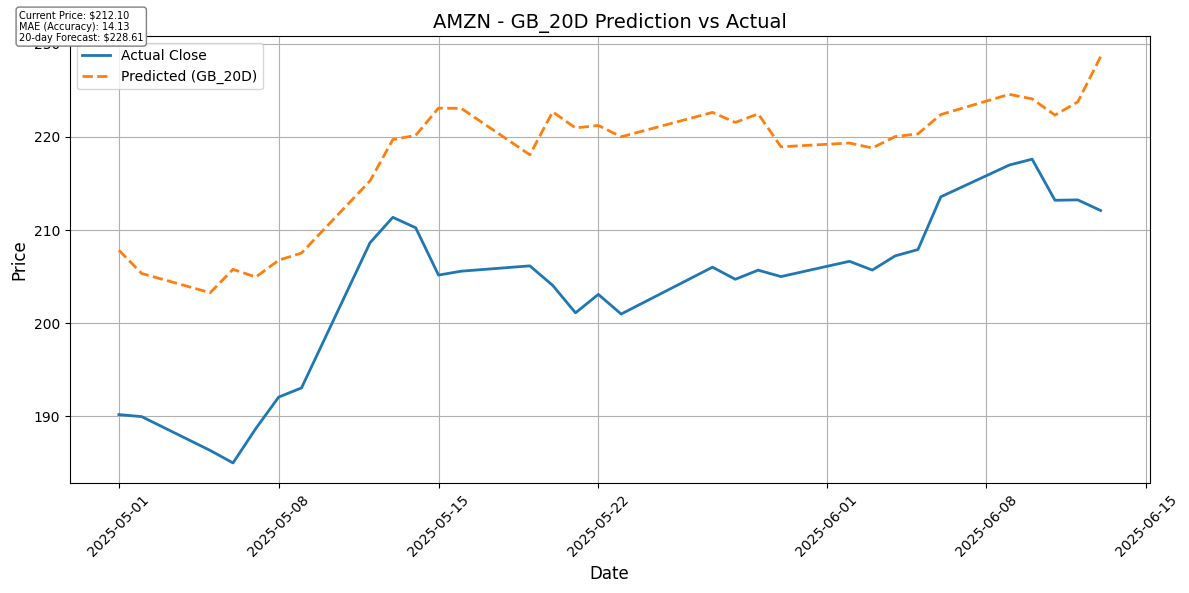 AMZN - GB_20D Prediction vs Actual
Current Price: $212.10
MAE (Accuracy): 14.13
20-day Forecast: $228.61
Actual Close
Predicted (GB_20D)
Price
230
220
210
200
190
2025-05-01
2025-05-08
2025-05-15
2025-05-22
2025-06-01
2025-06-08
2025-06-15
Date